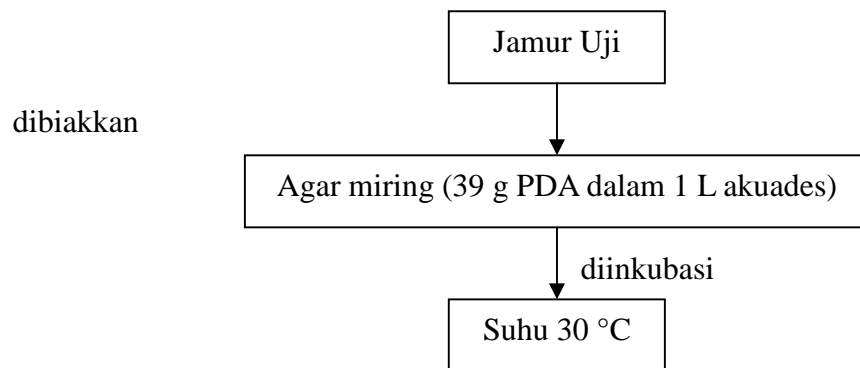 Jamur Uji
dibiakkan
Agar miring (39 g PDA dalam 1 L akuades)
diinkubasi
Suhu 30 °C